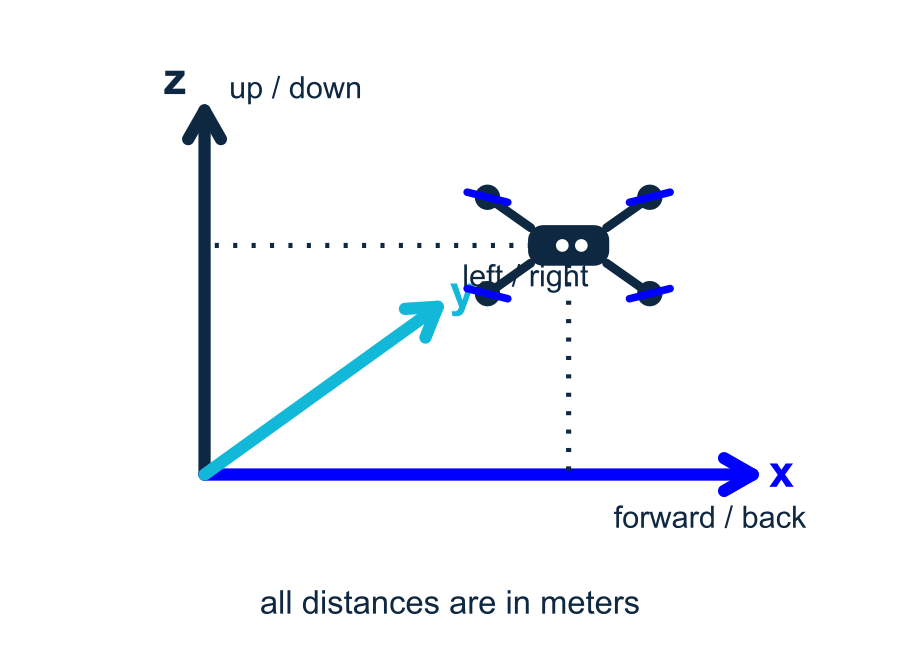 z
up / down
left / right
y
x
forward / back
all distances are in meters